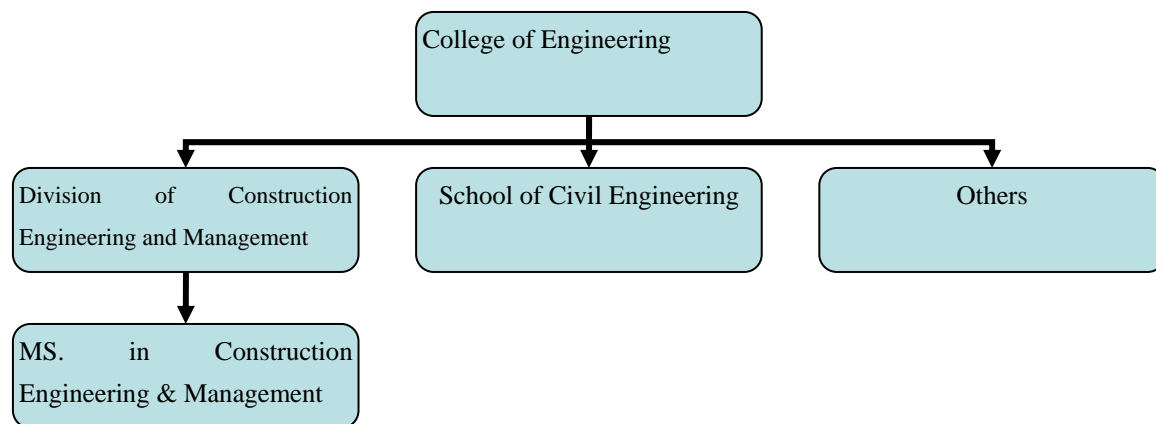 College of Engineering
Division of Construction
Engineering and Management
School of Civil Engineering
Others
MS. in Construction
Engineering & Management